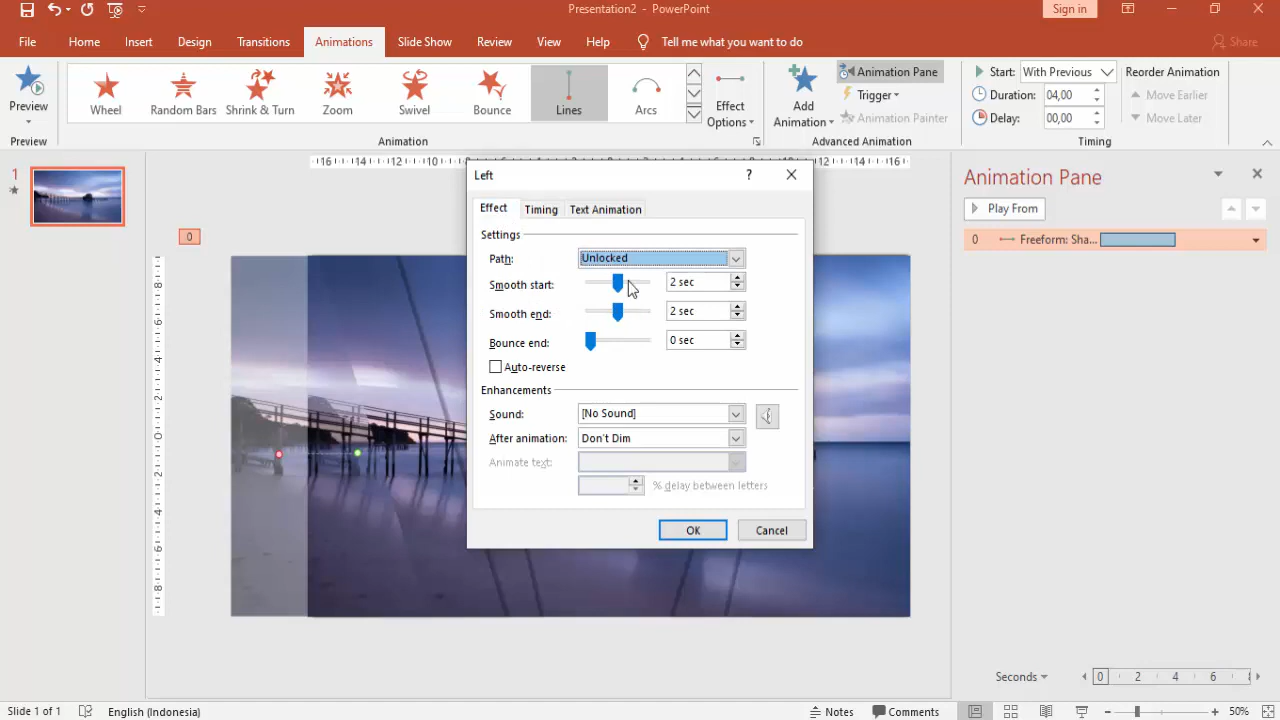 Presentation2 - PowerPoint
Sign in
File Home Insert Design Transitions Animations Slide Show Review View Help Tell me what you want to do Share
Preview
Wheel Random Bars Shrink & Turn Zoom Swivel Bounce Lines Arcs
Effect Options
Add Animation
Animation Pane
Trigger
Animation Painter
Start: With Previous
Duration: 04,00
Delay: 00,00
Reorder Animation
Move Earlier
Move Later
Preview Animation Advanced Animation Timing
1
0
Left
?
Effect Timing Text Animation
Settings
Path: Unlocked
Smooth start: 2 sec
Smooth end: 2 sec
Bounce end: 0 sec
Auto-reverse
Enhancements
Sound: [No Sound]
After animation: Don't Dim
Animate text:
% delay between letters
OK Cancel
Animation Pane
Play From
0 Freeform: Sha...
Seconds 0 2 4 6
Slide 1 of 1 English (Indonesia) Notes Comments 50%